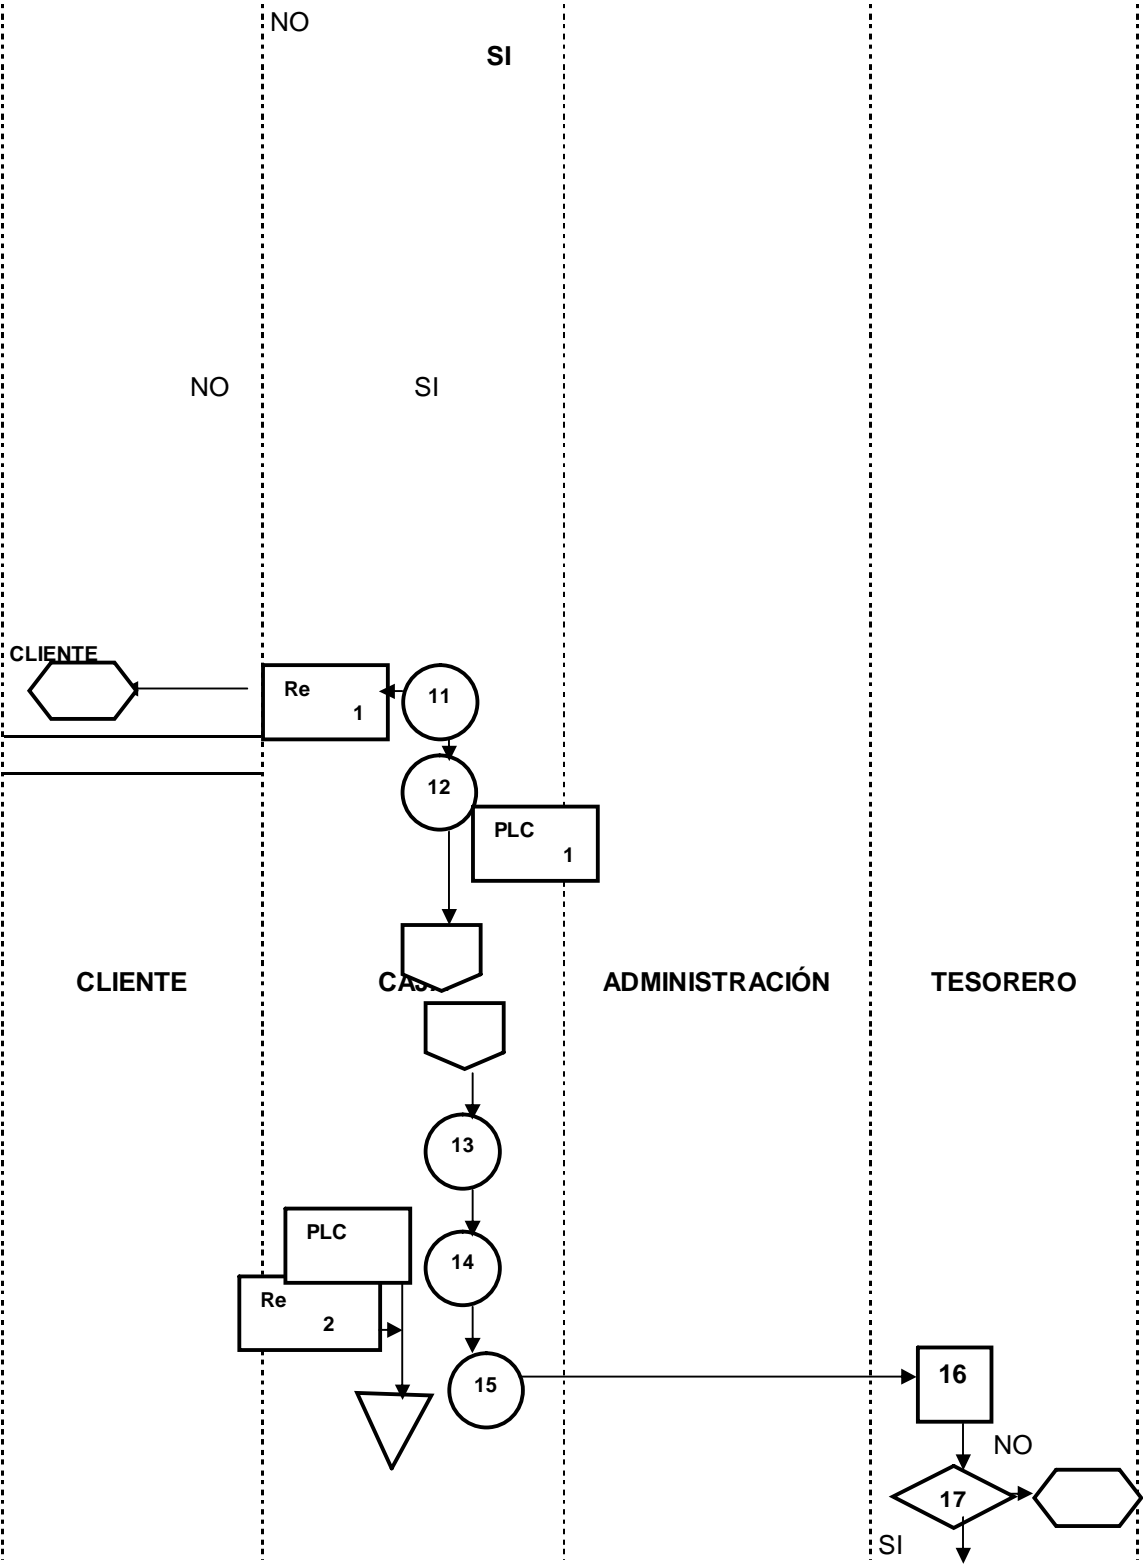 NO
SI
NO SI
CLIENTE
Re
1
11
12
PLC
1
CLIENTE ADMINISTRACIÓN TESORERO
13
PLC
14
Re
2
15
16
NO
17
SI